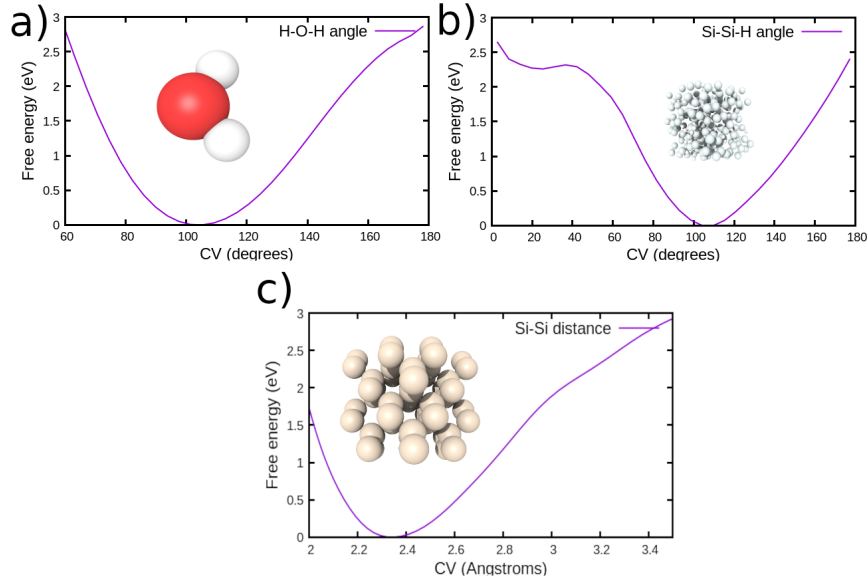 a)
H-O-H angle
Free energy (eV)
3
2.5
2
1.5
1
0.5
0
60 80 100 120 140 160 180
CV (degrees)
b)
Si-Si-H angle
Free energy (eV)
3
2.5
2
1.5
1
0.5
0
0 20 40 60 80 100 120 140 160 180
CV (degrees)
c)
Si-Si distance
Free energy (eV)
3
2.5
2
1.5
1
0.5
0
2 2.2 2.4 2.6 2.8 3 3.2 3.4
CV (Angstroms)